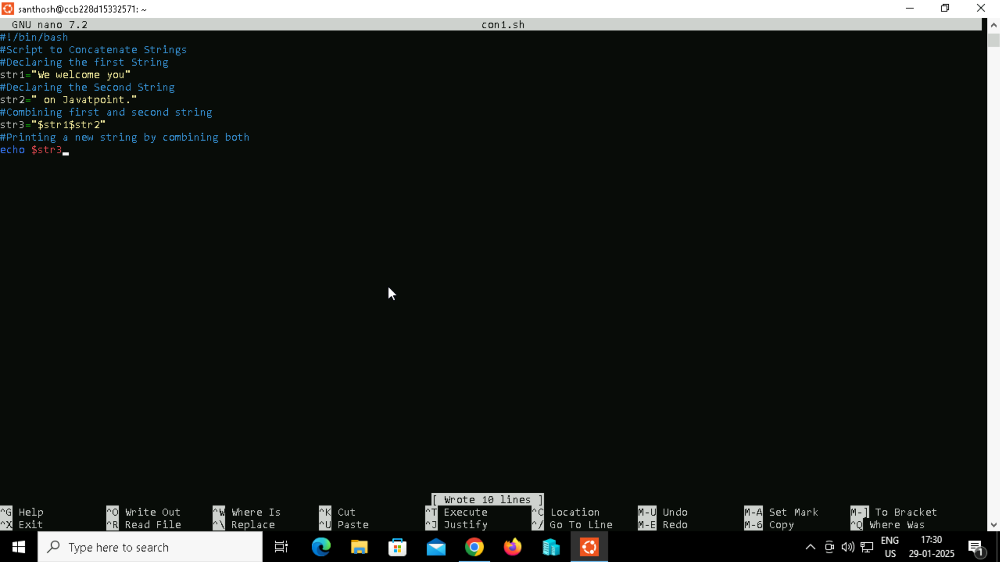 santhosh@ccb228d15332571: ~
GNU nano 7.2 con1.sh
#!/bin/bash
#Script to Concatenate Strings
#Declaring the first String
str1="We welcome you"
#Declaring the Second String
str2=" on Javatpoint."
#Combining first and second string
str3="$str1$str2"
#Printing a new string by combining both
echo $str3
[ Wrote 10 lines ]
^G Help ^O Write Out ^W Where Is ^K Cut ^T Execute ^C Location M-U Undo M-A Set Mark M-] To Bracket
^X Exit ^R Read File ^\ Replace ^U Paste ^J Justify ^/ Go To Line M-E Redo M-6 Copy ^Q Where Was
Type here to search
ENG
US
17:30
29-01-2025
1